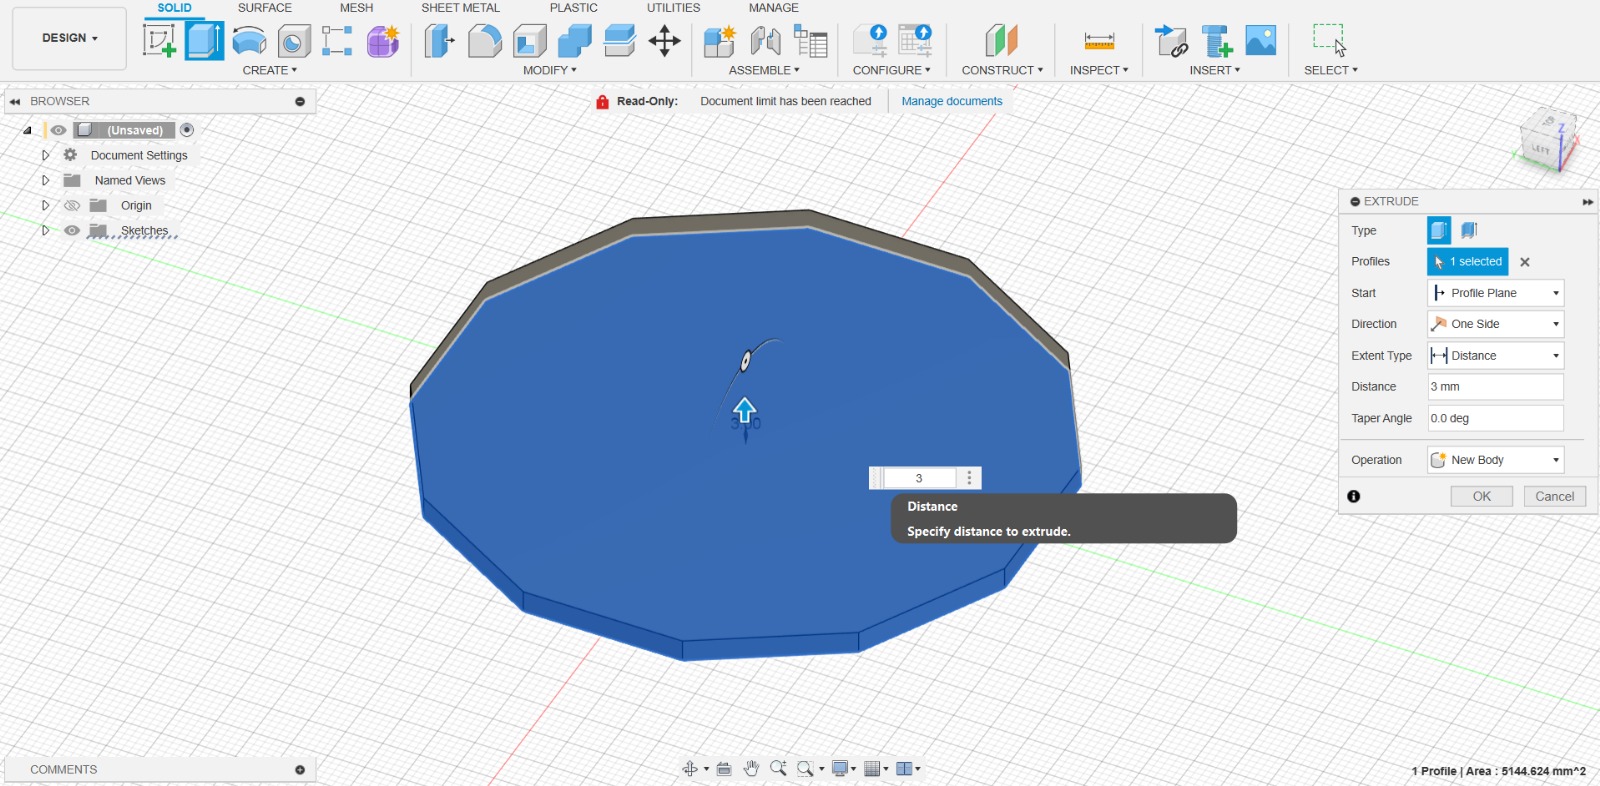 SOLID SURFACE MESH SHEET METAL PLASTIC UTILITIES MANAGE
DESIGN
CREATE MODIFY ASSEMBLE CONFIGURE CONSTRUCT INSPECT INSERT SELECT
BROWSER
Read-Only: Document limit has been reached Manage documents
(Unsaved)
Document Settings
Named Views
Origin
Sketches
Z
LEFT
X
Y
EXTRUDE
Type
Profiles 1 selected
Start Profile Plane
Direction One Side
Extent Type Distance
Distance 3 mm
Taper Angle 0.0 deg
Operation New Body
OK Cancel
3.00
3
Distance
Specify distance to extrude.
COMMENTS
1 Profile | Area : 5144.624 mm^2